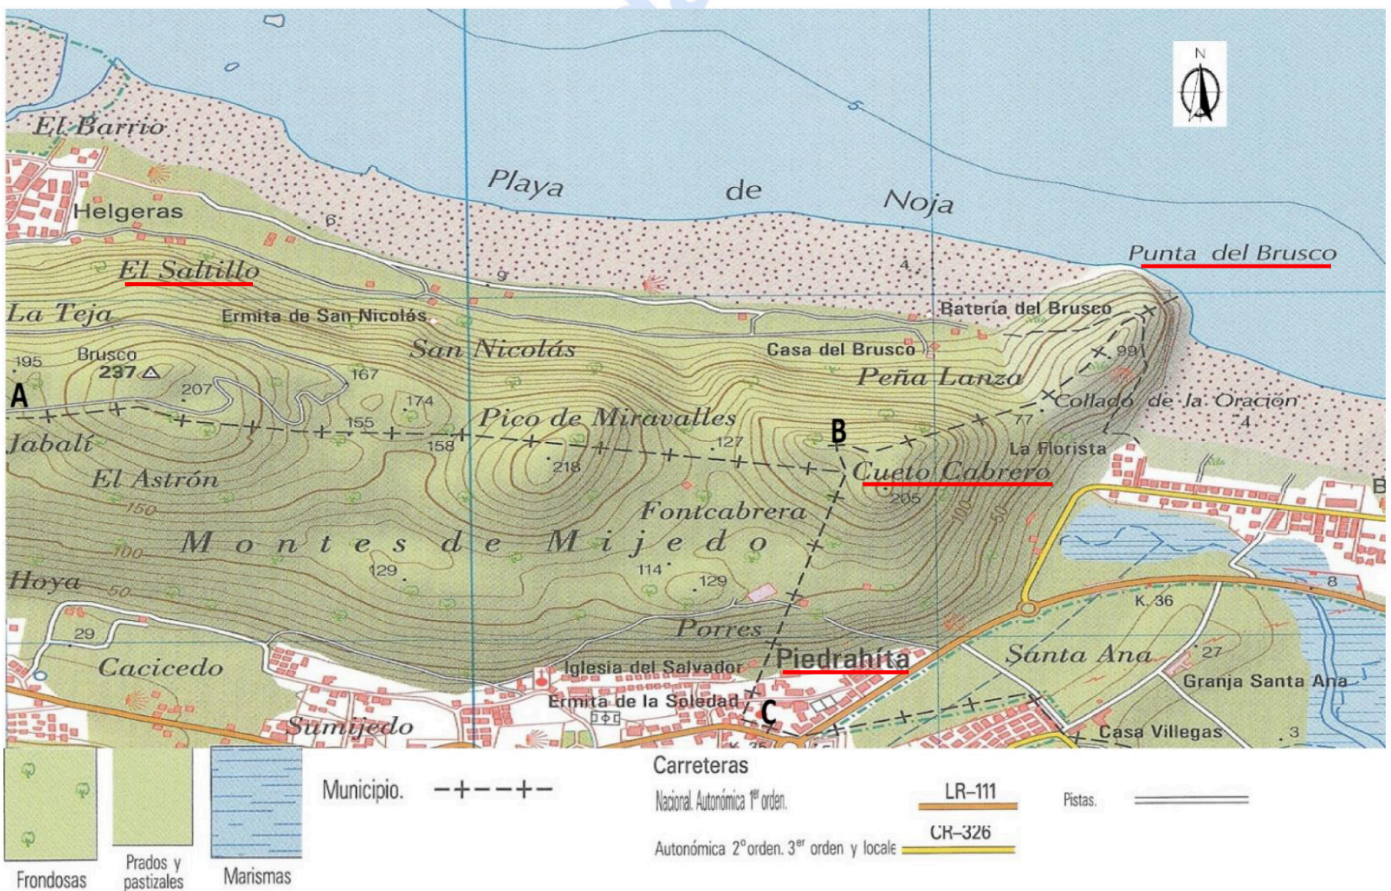 N
El Barrio
6
Playa de Noja
Helgeras
6
4
Punta del Brusco
El Saltillo
9
La Teja
Ermita de San Nicolás
Batería del Brusco
San Nicolás
Casa del Brusco
Brusco
237
195
207
167
99
Peña Lanza
A
174
77
Collado de la Oración
4
155
158
Pico de Miravalles
127
B
Jabalí
La Florista
218
Cueto Cabrero
205
El Astrón
150
Fontcabrera
100
50
B
Montes de Mijedo
100
129
114
129
Hoya
50
8
K. 36
29
Porres
Cacicedo
Iglesia del Salvador
Piedrahíta
Santa Ana
27
Granja Santa Ana
Ermita de la Soledad
C
Sumijedo
Casa Villegas
3
K. 35
Frondosas
Prados y
pastizales
Marismas
Municipio.
Carreteras
Nacional. Autonómica 1er orden.
LR-111
Pistas.
Autonómica 2º orden. 3er orden y locale
CR-326